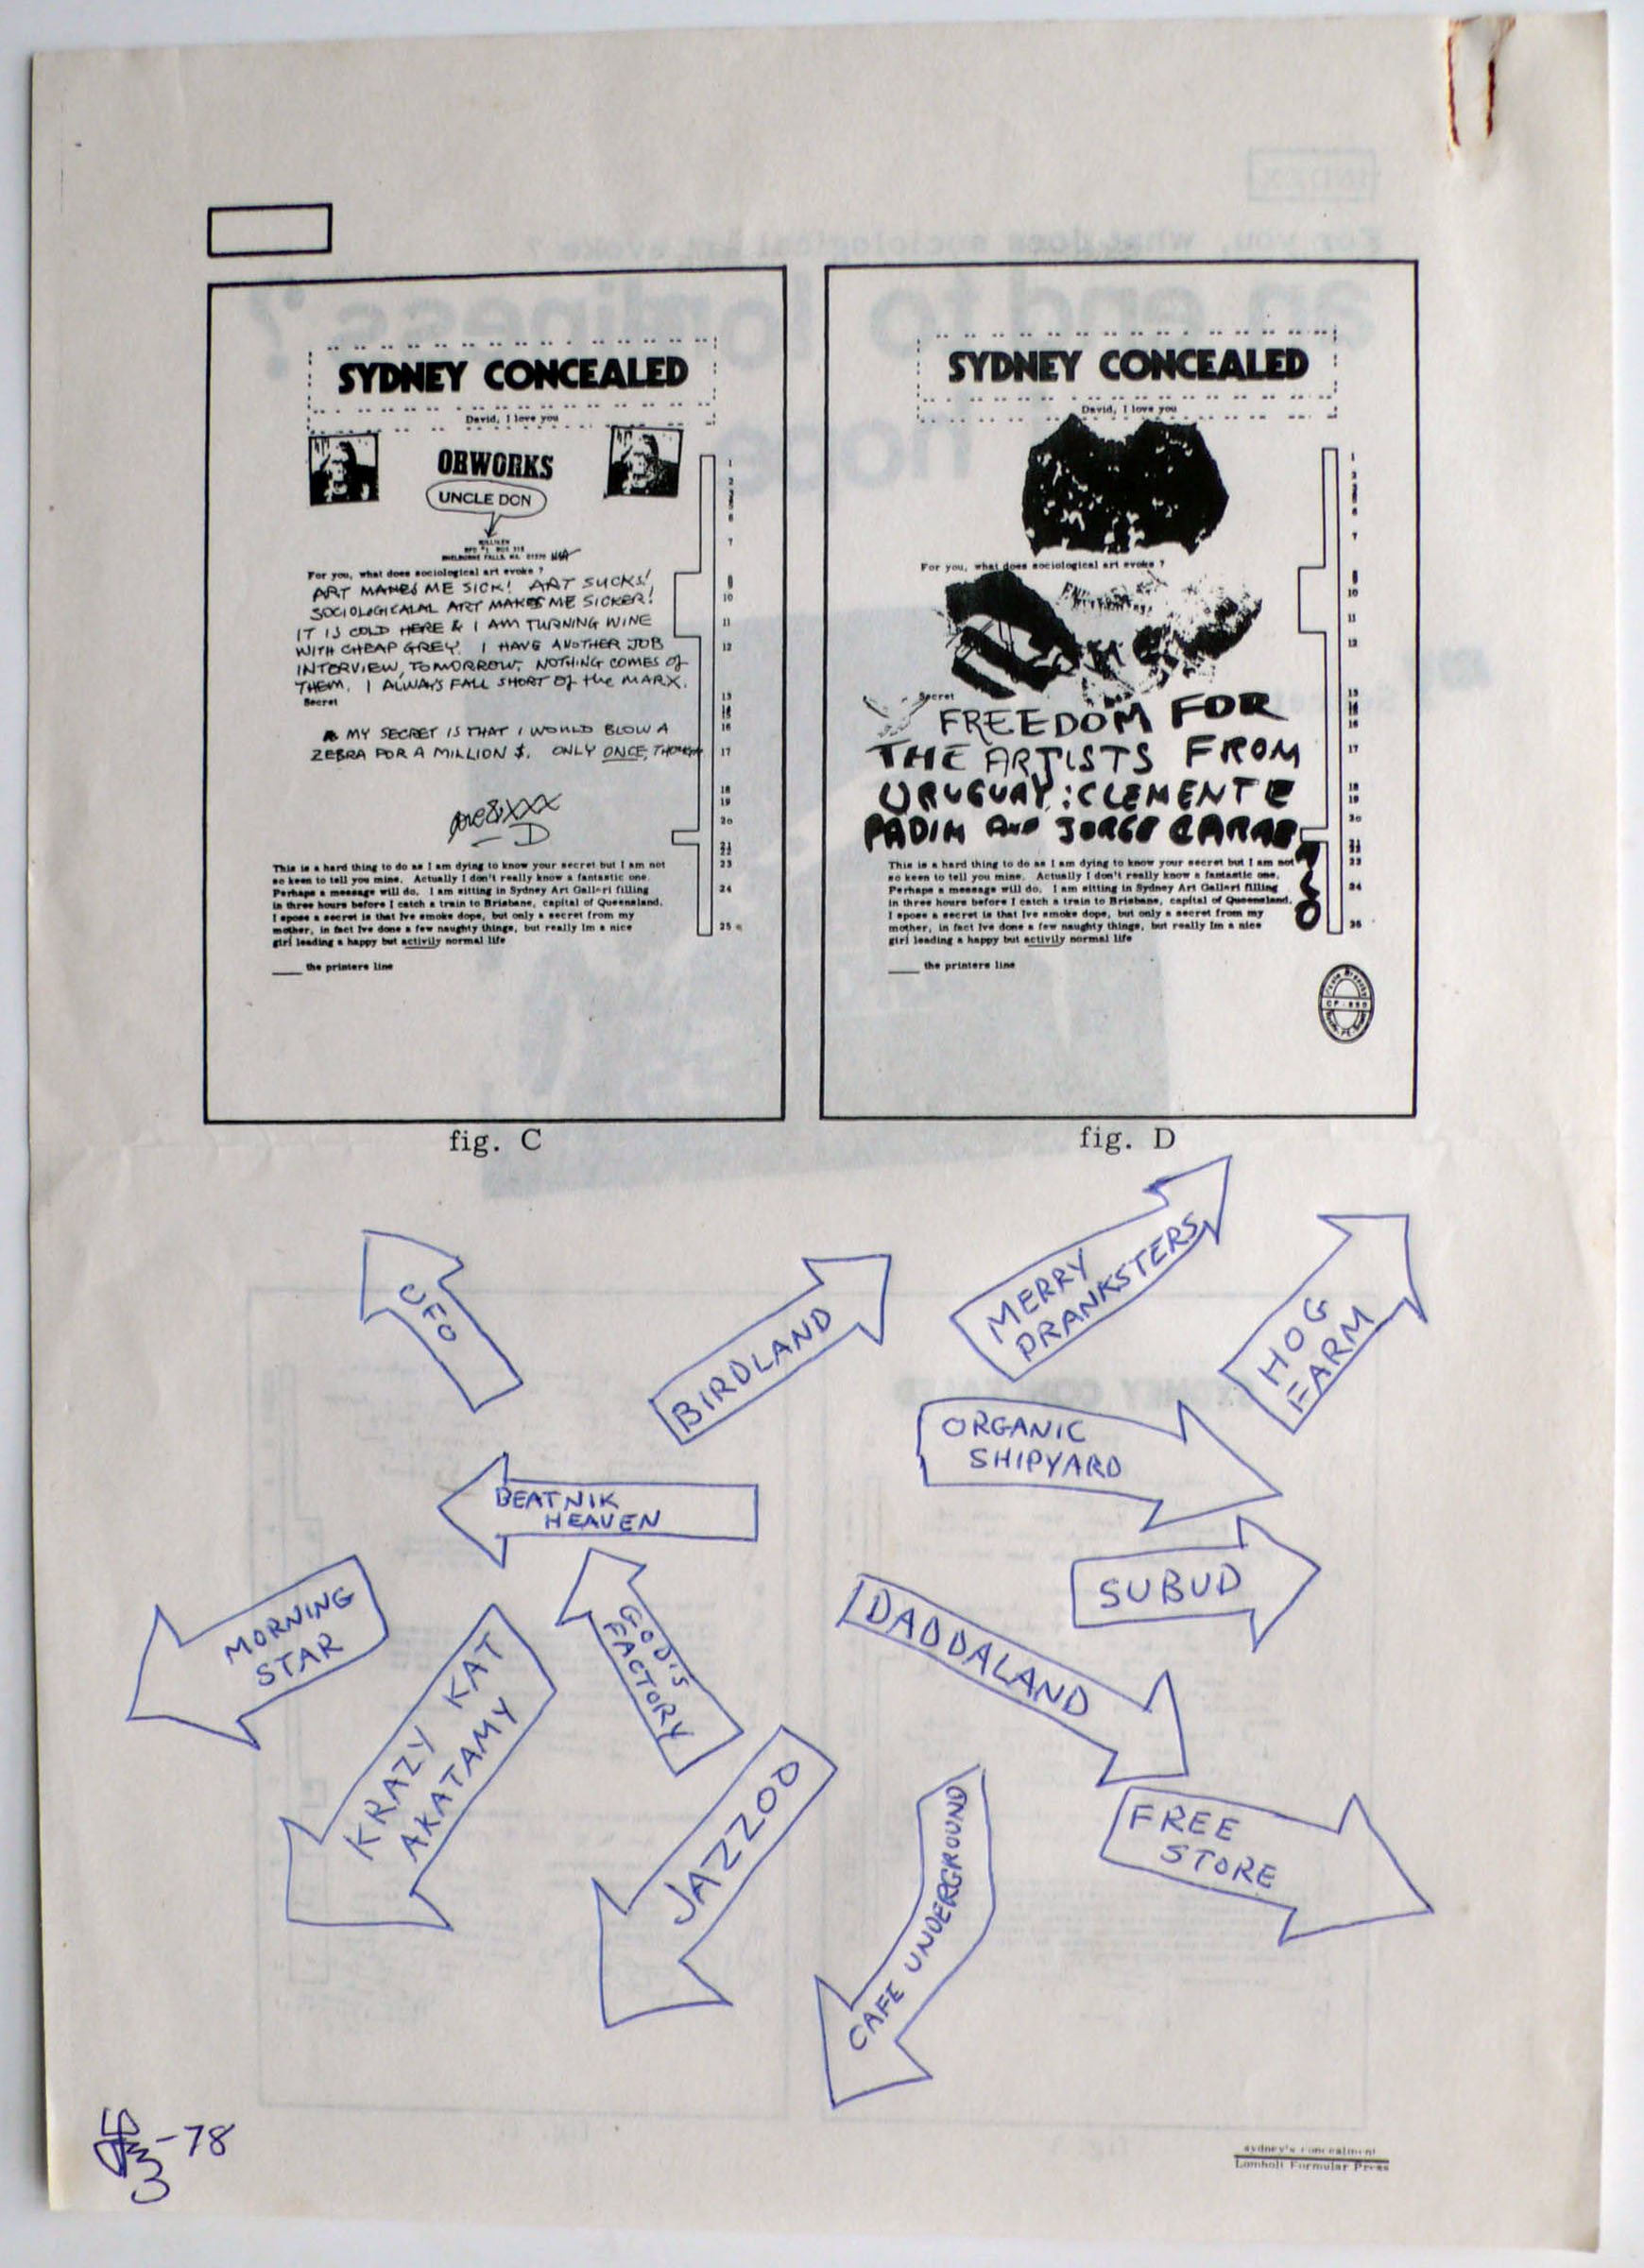 SYDNEY CONCEALED
David, I love you
OBWORKS
UNCLE DON
For you, what does sociological art evoke ?
ART MAKES ME SICK! ART SUCKS!
SOCIOLOGICALAL ART MAKES ME SICKER!
IT IS COLD HERE & I AM TURNING WINE
WITH CHEAP GREY! I HAVE ANOTHER JOB
INTERVIEW, TOMORROW. NOTHING COMES of
THEM. I ALWAYS FALL SHORT Of the MARX.
Secret
MY SECRET IS THAT I WOULD BLOW A
ZEBRA FOR A MILLION $. ONLY ONCE, THOUGH
This is a hard thing to do as I am dying to know your secret but I am not
so keen to tell you mine. Actually I don't really know a fantastic one.
Perhaps a message will do. I am sitting in Sydney Art Galleri filling
in three hours before I catch a train to Brisbane, capital of Queensland.
I spose a secret is that Ive smoke dope, but only a secret from my
mother, in fact Ive done a few naughty things, but really Im a nice
girl leading a happy but activily normal life
the printers line
fig. C
SYDNEY CONCEALED
David, I love you
For you, what does sociological art evoke ?
Secret
FREEDOM FOR
THE ARTISTS FROM
URUGUAY: CLEMENTE
PADIN AND JORGE CARABALLO
This is a hard thing to do as I am dying to know your secret but I am not
so keen to tell you mine. Actually I don't really know a fantastic one.
Perhaps a message will do. I am sitting in Sydney Art Galleri filling
in three hours before I catch a train to Brisbane, capital of Queensland.
I spose a secret is that Ive smoke dope, but only a secret from my
mother, in fact Ive done a few naughty things, but really Im a nice
girl leading a happy but activily normal life
the printers line
fig. D
UFO
BIRDLAND
MERRY
PRANKSTERS
HOG
FARM
ORGANIC
SHIPYARD
BEATNIK
HEAVEN
SUBUD
MORNING
STAR
GOD'S
FACTORY
DADDALAND
KRAZY KAT
AKATAMY
JAZZOO
CAFE UNDERGROUND
FREE
STORE
-78
sydney's concealment
Lomholt Formular Press